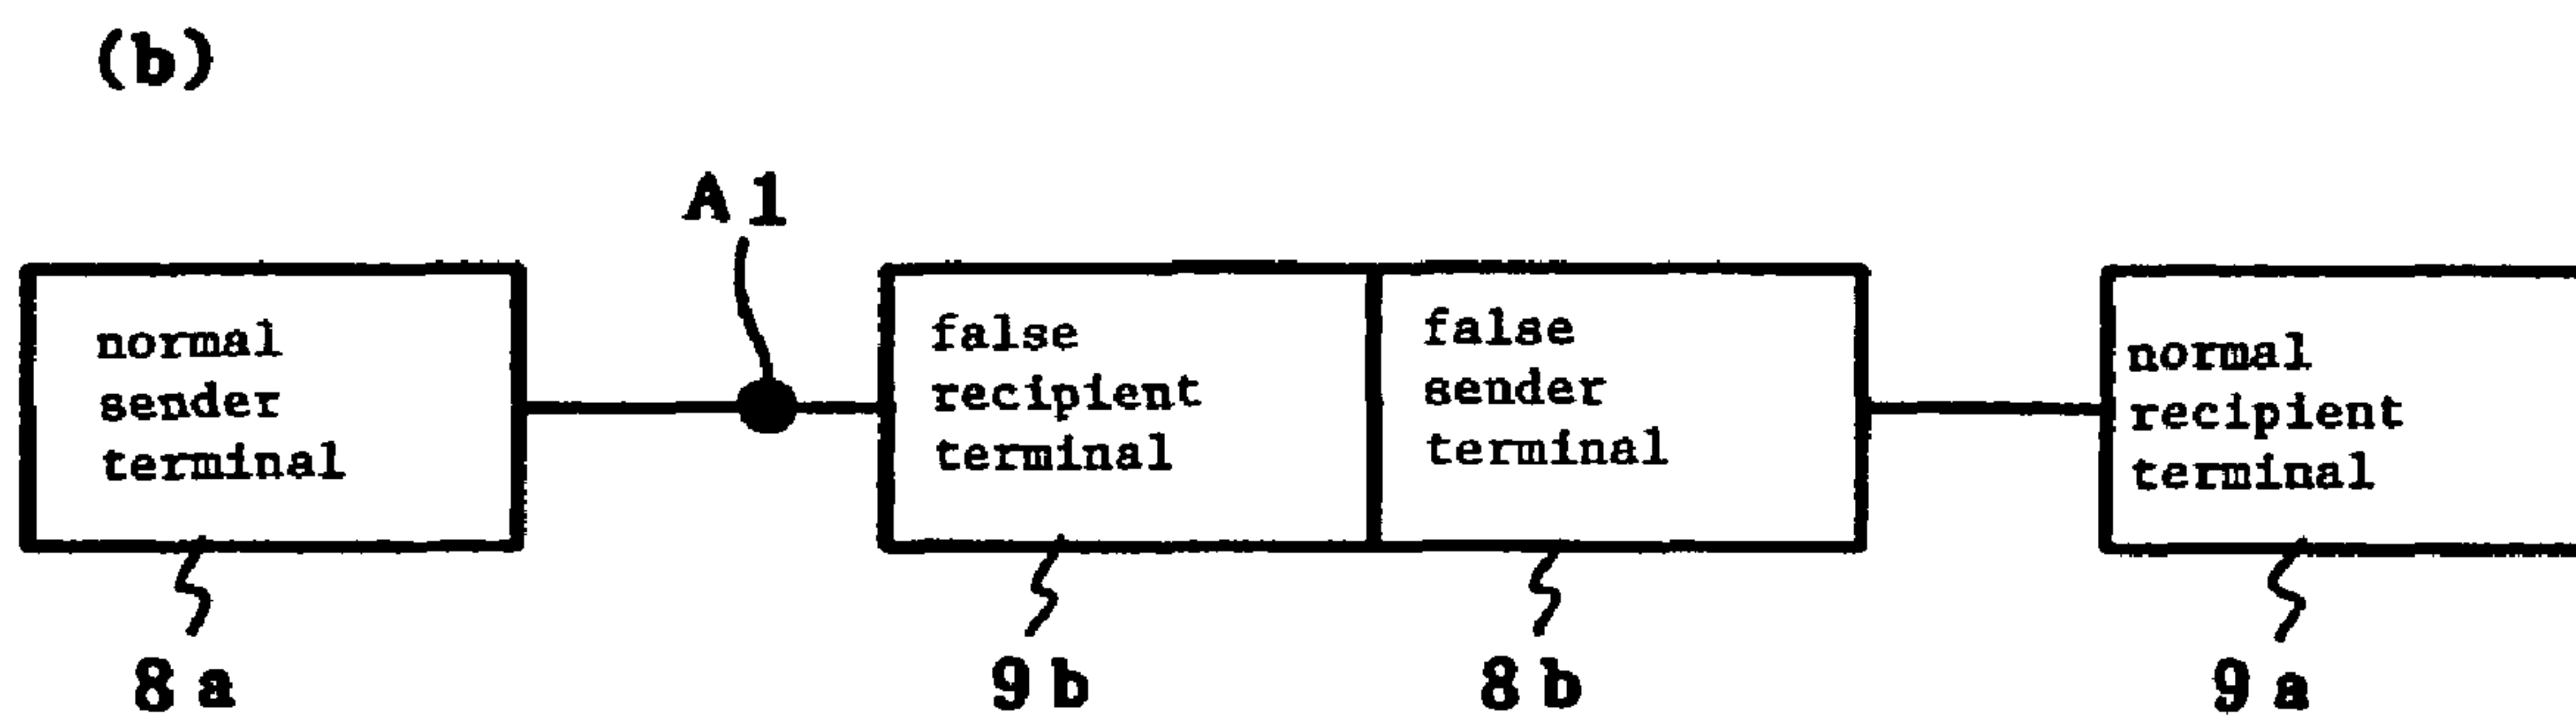 (b)
A1
normal
sender
terminal
false
recipient
terminal
false
sender
terminal
normal
recipient
terminal
8a
9b
8b
9a